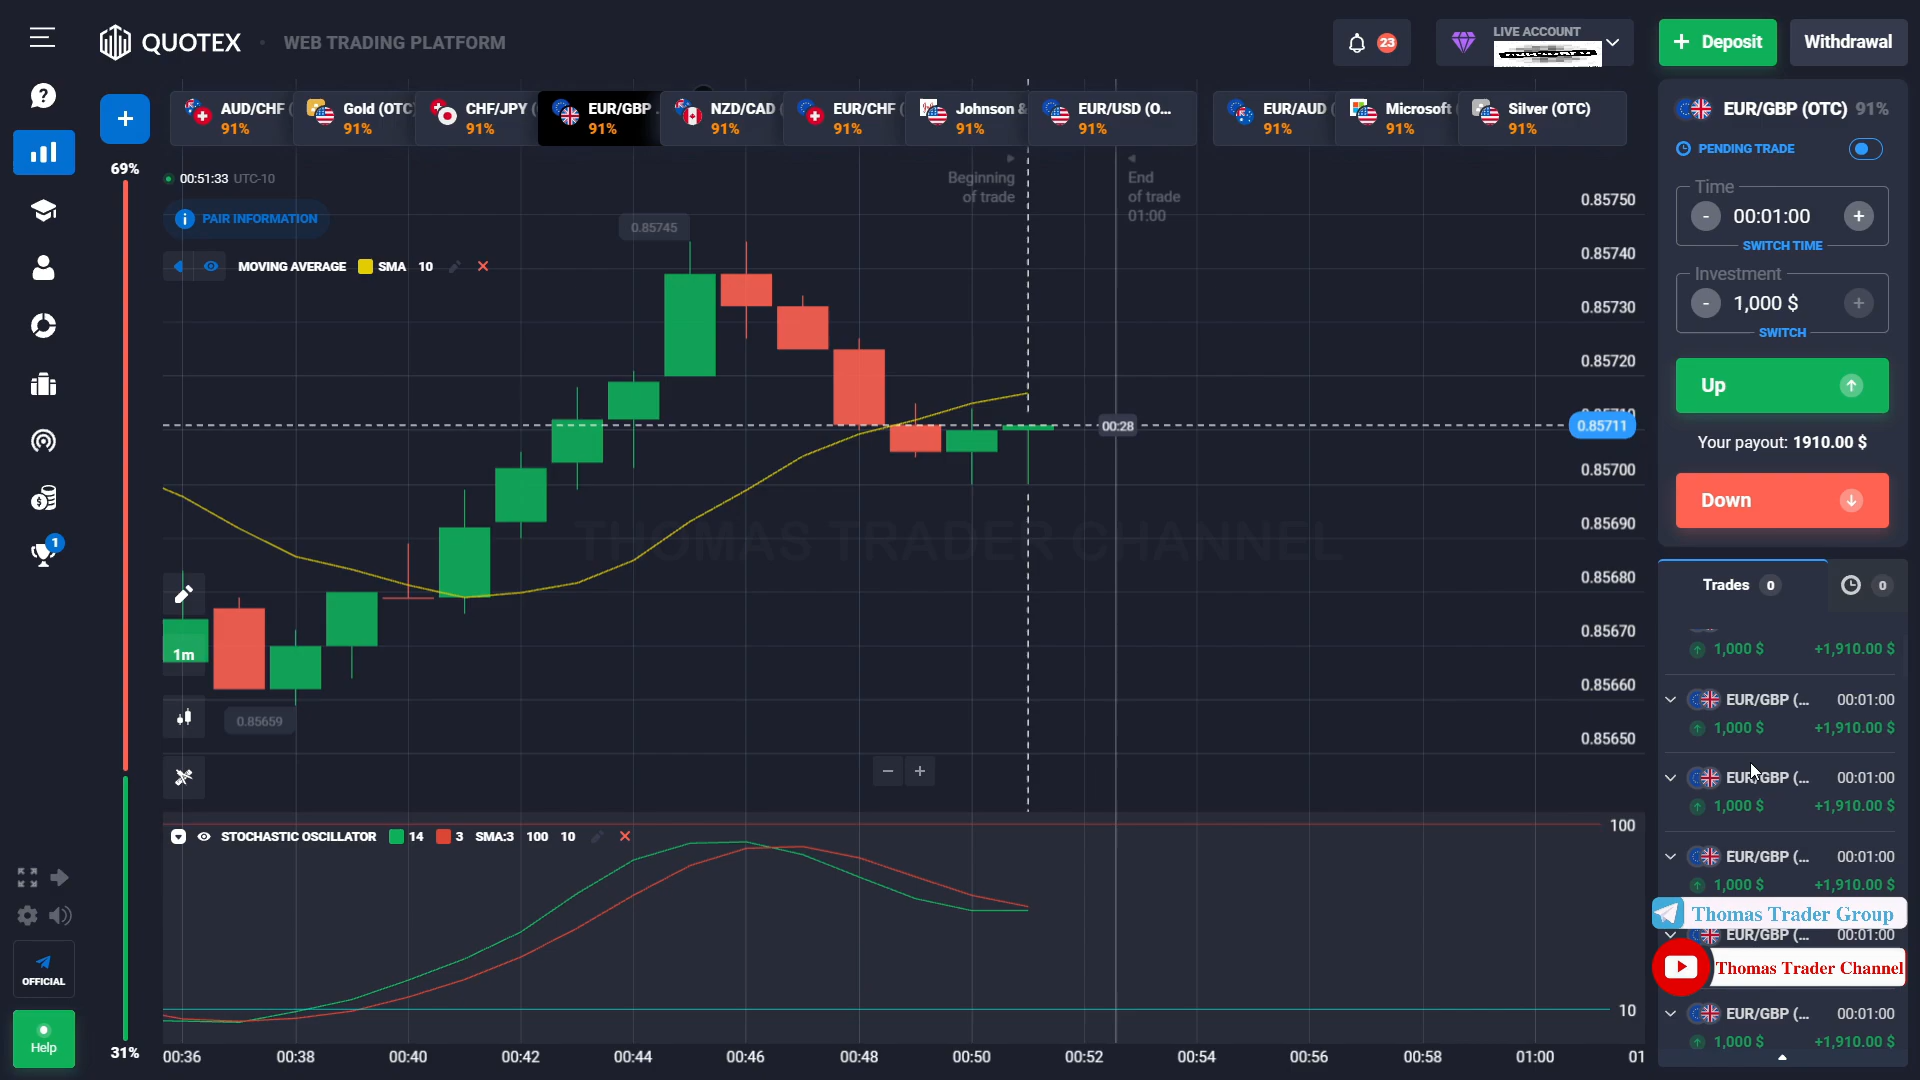 QUOTEX
WEB TRADING PLATFORM
23
LIVE ACCOUNT
Deposit
Withdrawal
AUD/CHF (
91%
Gold (OTC
91%
CHF/JPY (
91%
EUR/GBP
91%
NZD/CAD
91%
EUR/CHF (
91%
Johnson &
91%
EUR/USD (O...
91%
EUR/AUD
91%
Microsoft
91%
Silver (OTC)
91%
69%
00:51:33 UTC-10
PAIR INFORMATION
MOVING AVERAGE SMA 10
Beginning
of trade
End
of trade
01:00
0.85745
0.85659
00:28
0.85750
0.85740
0.85730
0.85720
0.85711
0.85700
0.85690
0.85680
0.85670
0.85660
0.85650
THOMAS TRADER CHANNEL
1m
STOCHASTIC OSCILLATOR 14 3 SMA:3 100 10
100
10
00:36 00:38 00:40 00:42 00:44 00:46 00:48 00:50 00:52 00:54 00:56 00:58 01:00 01
1
OFFICIAL
Help
31%
EUR/GBP (OTC) 91%
PENDING TRADE
Time
- 00:01:00 +
SWITCH TIME
Investment
- 1,000 $ +
SWITCH
Up
Your payout: 1910.00 $
Down
Trades 0
0
1,000 $ +1,910.00 $
EUR/GBP (... 00:01:00
1,000 $ +1,910.00 $
EUR/GBP (... 00:01:00
1,000 $ +1,910.00 $
EUR/GBP (... 00:01:00
1,000 $ +1,910.00 $
Thomas Trader Group
EUR/GBP (... 00:01:00
Thomas Trader Channel
EUR/GBP (... 00:01:00
1,000 $ +1,910.00 $